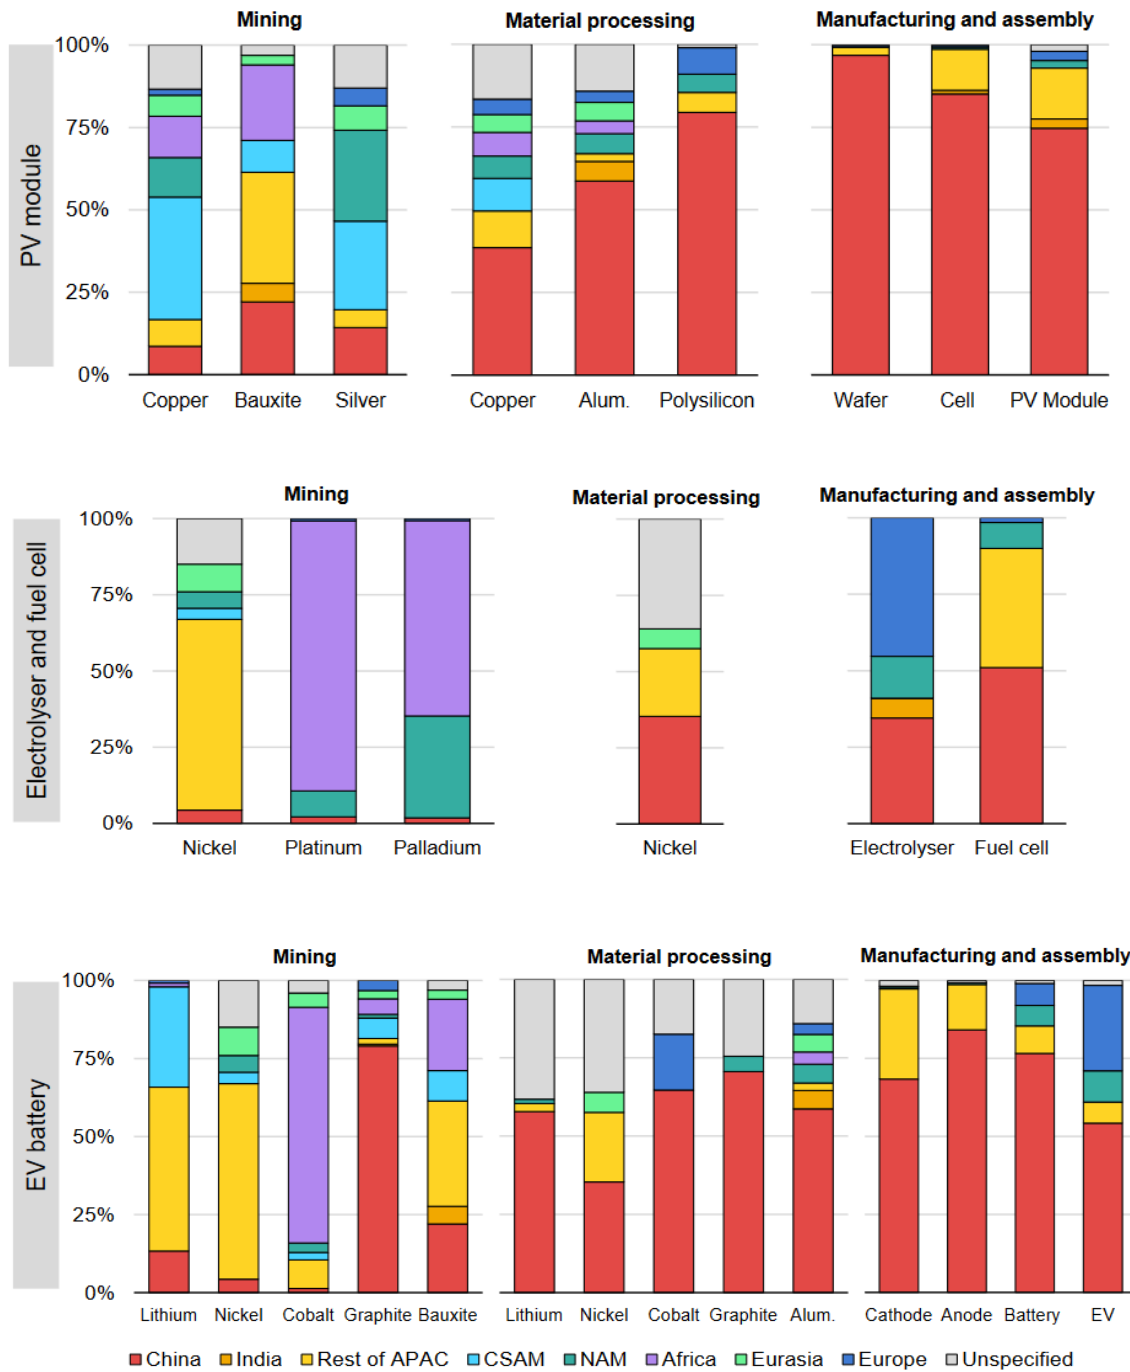 Mining Material processing Manufacturing and assembly
PV module
100%
75%
50%
25%
0%
Copper Bauxite Silver Copper Alum. Polysilicon Wafer Cell PV Module
Mining Material processing Manufacturing and assembly
Electrolyser and fuel cell
100%
75%
50%
25%
0%
Nickel Platinum Palladium Nickel Electrolyser Fuel cell
Mining Material processing Manufacturing and assembly
EV battery
100%
75%
50%
25%
0%
Lithium Nickel Cobalt Graphite Bauxite Lithium Nickel Cobalt Graphite Alum. Cathode Anode Battery EV
China India Rest of APAC CSAM NAM Africa Eurasia Europe Unspecified